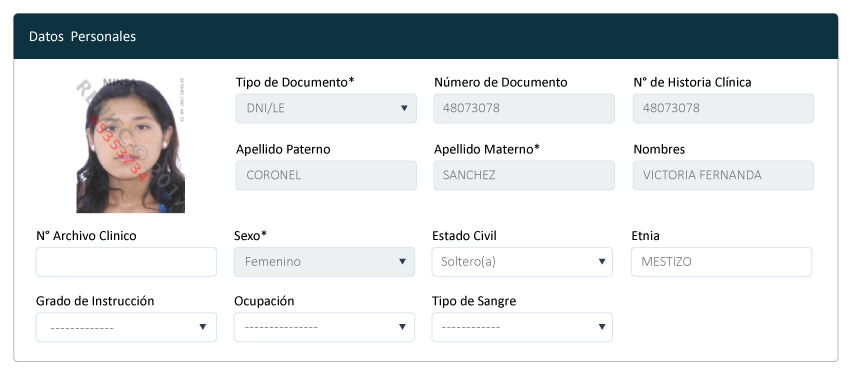 Datos Personales
MINSA
Tipo de Documento*
Número de Documento
N° de Historia Clínica
DNI/LE
48073078
48073078
Apellido Paterno
Apellido Materno*
Nombres
CORONEL
SANCHEZ
VICTORIA FERNANDA
N° Archivo Clinico
Sexo*
Estado Civil
Etnia
Femenino
Soltero(a)
MESTIZO
Grado de Instrucción
Ocupación
Tipo de Sangre
-------------
---------------
------------